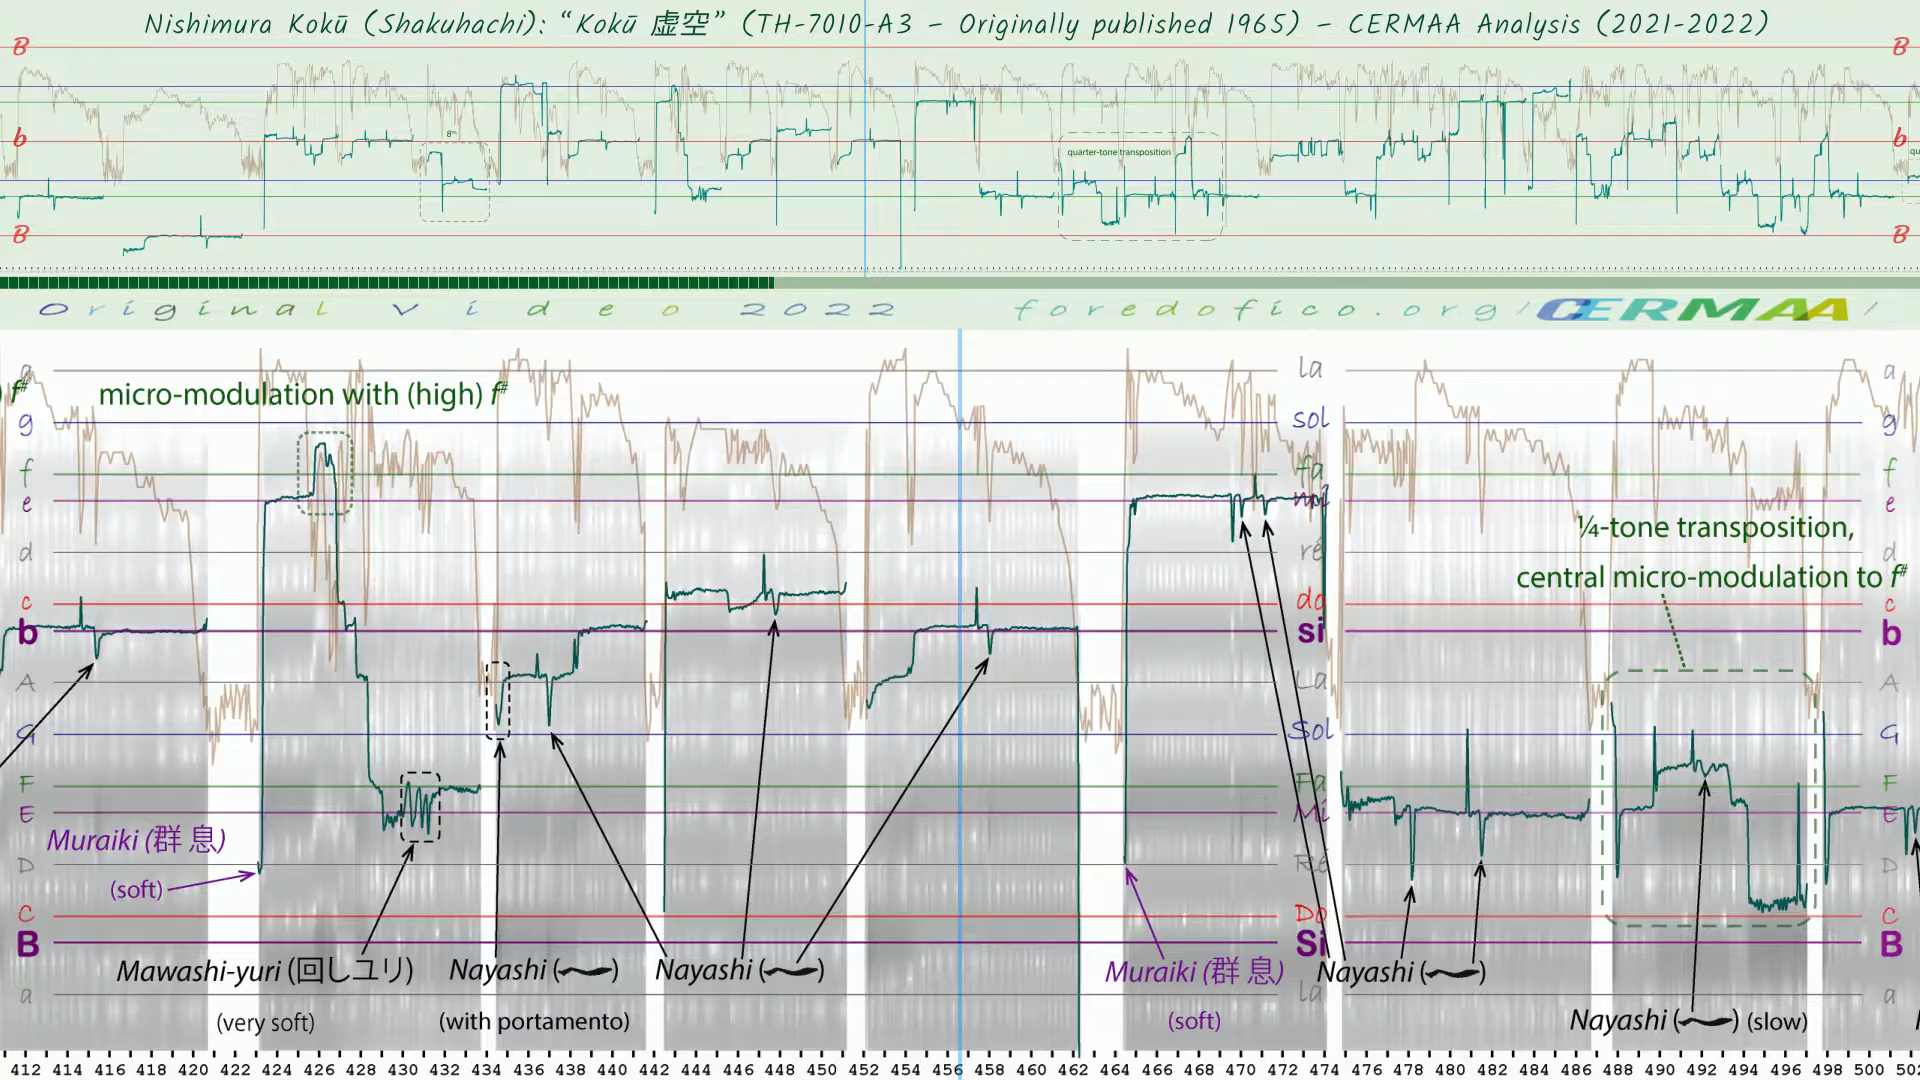 Nishimura Kokū (Shakuhachi): “Kokū 虚空” (TH-7010-A3 – Originally published 1965) – CERMAA Analysis (2021-2022)
B B
b b
B B
8ve
quarter-tone transposition
qu
Original Video 2022 foredofico.org/CERMAA/
a la a
) f# micro-modulation with (high) f#
g sol g
f fa f
e mi e
¼-tone transposition,
d ré d
central micro-modulation to f#
c do c
b si b
A La A
G Sol G
F Fa F
E Mi E
Muraiki (群 息)
D Ré D
(soft)
C Do C
B Si B
Mawashi-yuri (回しユリ) Nayashi ( ) Nayashi ( ) Muraiki (群 息) Nayashi ( )
a la a
(very soft) (with portamento) (soft) Nayashi ( ) (slow)
412 414 416 418 420 422 424 426 428 430 432 434 436 438 440 442 444 446 448 450 452 454 456 458 460 462 464 466 468 470 472 474 476 478 480 482 484 486 488 490 492 494 496 498 500 502